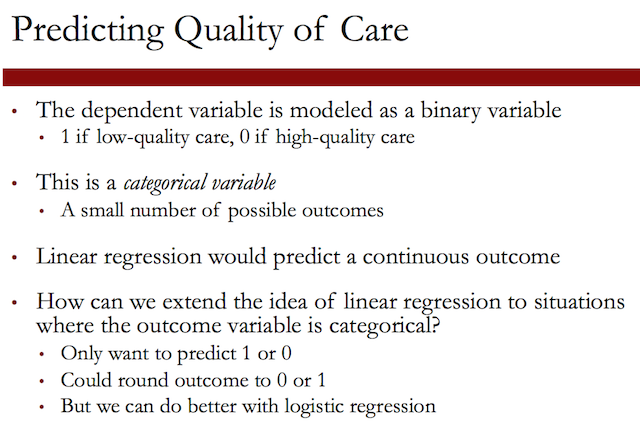 Predicting Quality of Care
• The dependent variable is modeled as a binary variable
• 1 if low-quality care, 0 if high-quality care
• This is a categorical variable
• A small number of possible outcomes
• Linear regression would predict a continuous outcome
• How can we extend the idea of linear regression to situations
where the outcome variable is categorical?
• Only want to predict 1 or 0
• Could round outcome to 0 or 1
• But we can do better with logistic regression